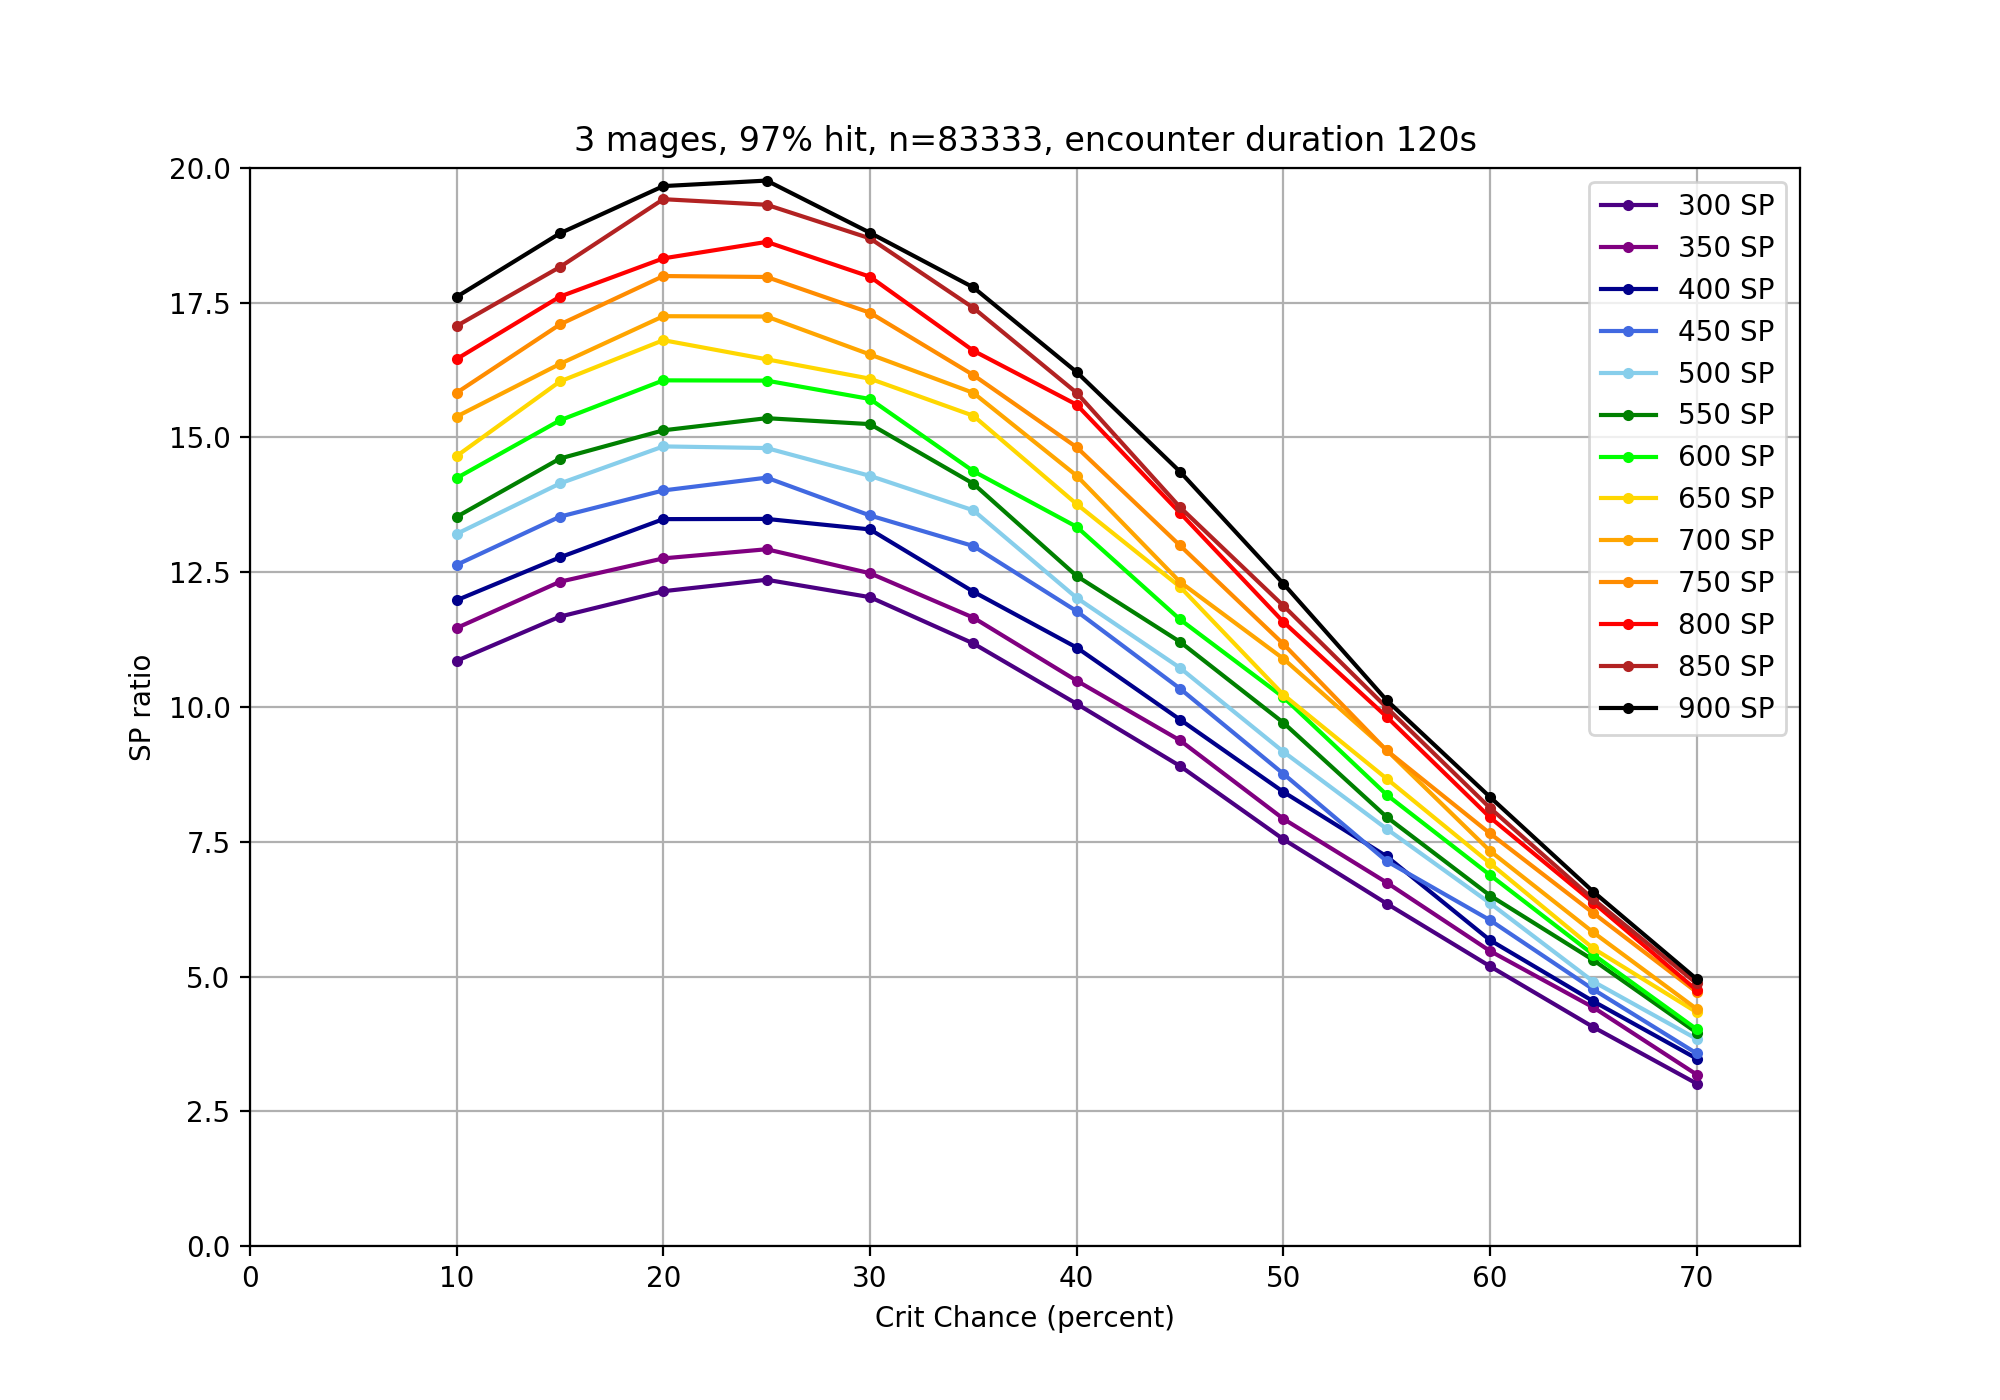 3 mages, 97% hit, n=83333, encounter duration 120s
20.0
17.5
15.0
12.5
10.0
7.5
5.0
2.5
0.0
SP ratio
300 SP
350 SP
400 SP
450 SP
500 SP
550 SP
600 SP
650 SP
700 SP
750 SP
800 SP
850 SP
900 SP
0 10 20 30 40 50 60 70
Crit Chance (percent)